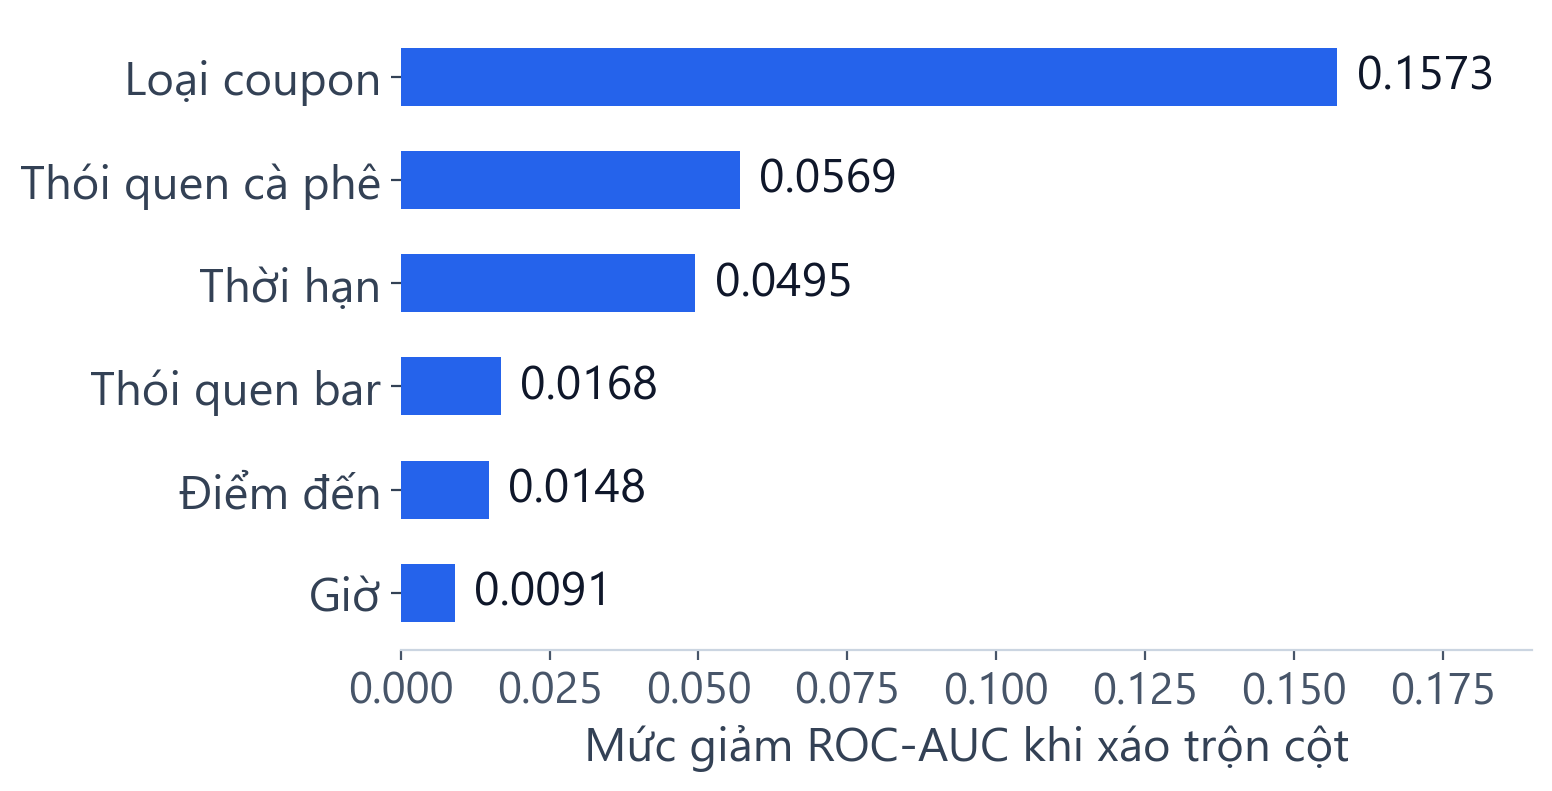 Loại coupon
0.1573
Thói quen cà phê
0.0569
Thời hạn
0.0495
Thói quen bar
0.0168
Điểm đến
0.0148
Giờ
0.0091
0.000 0.025 0.050 0.075 0.100 0.125 0.150 0.175
Mức giảm ROC-AUC khi xáo trộn cột